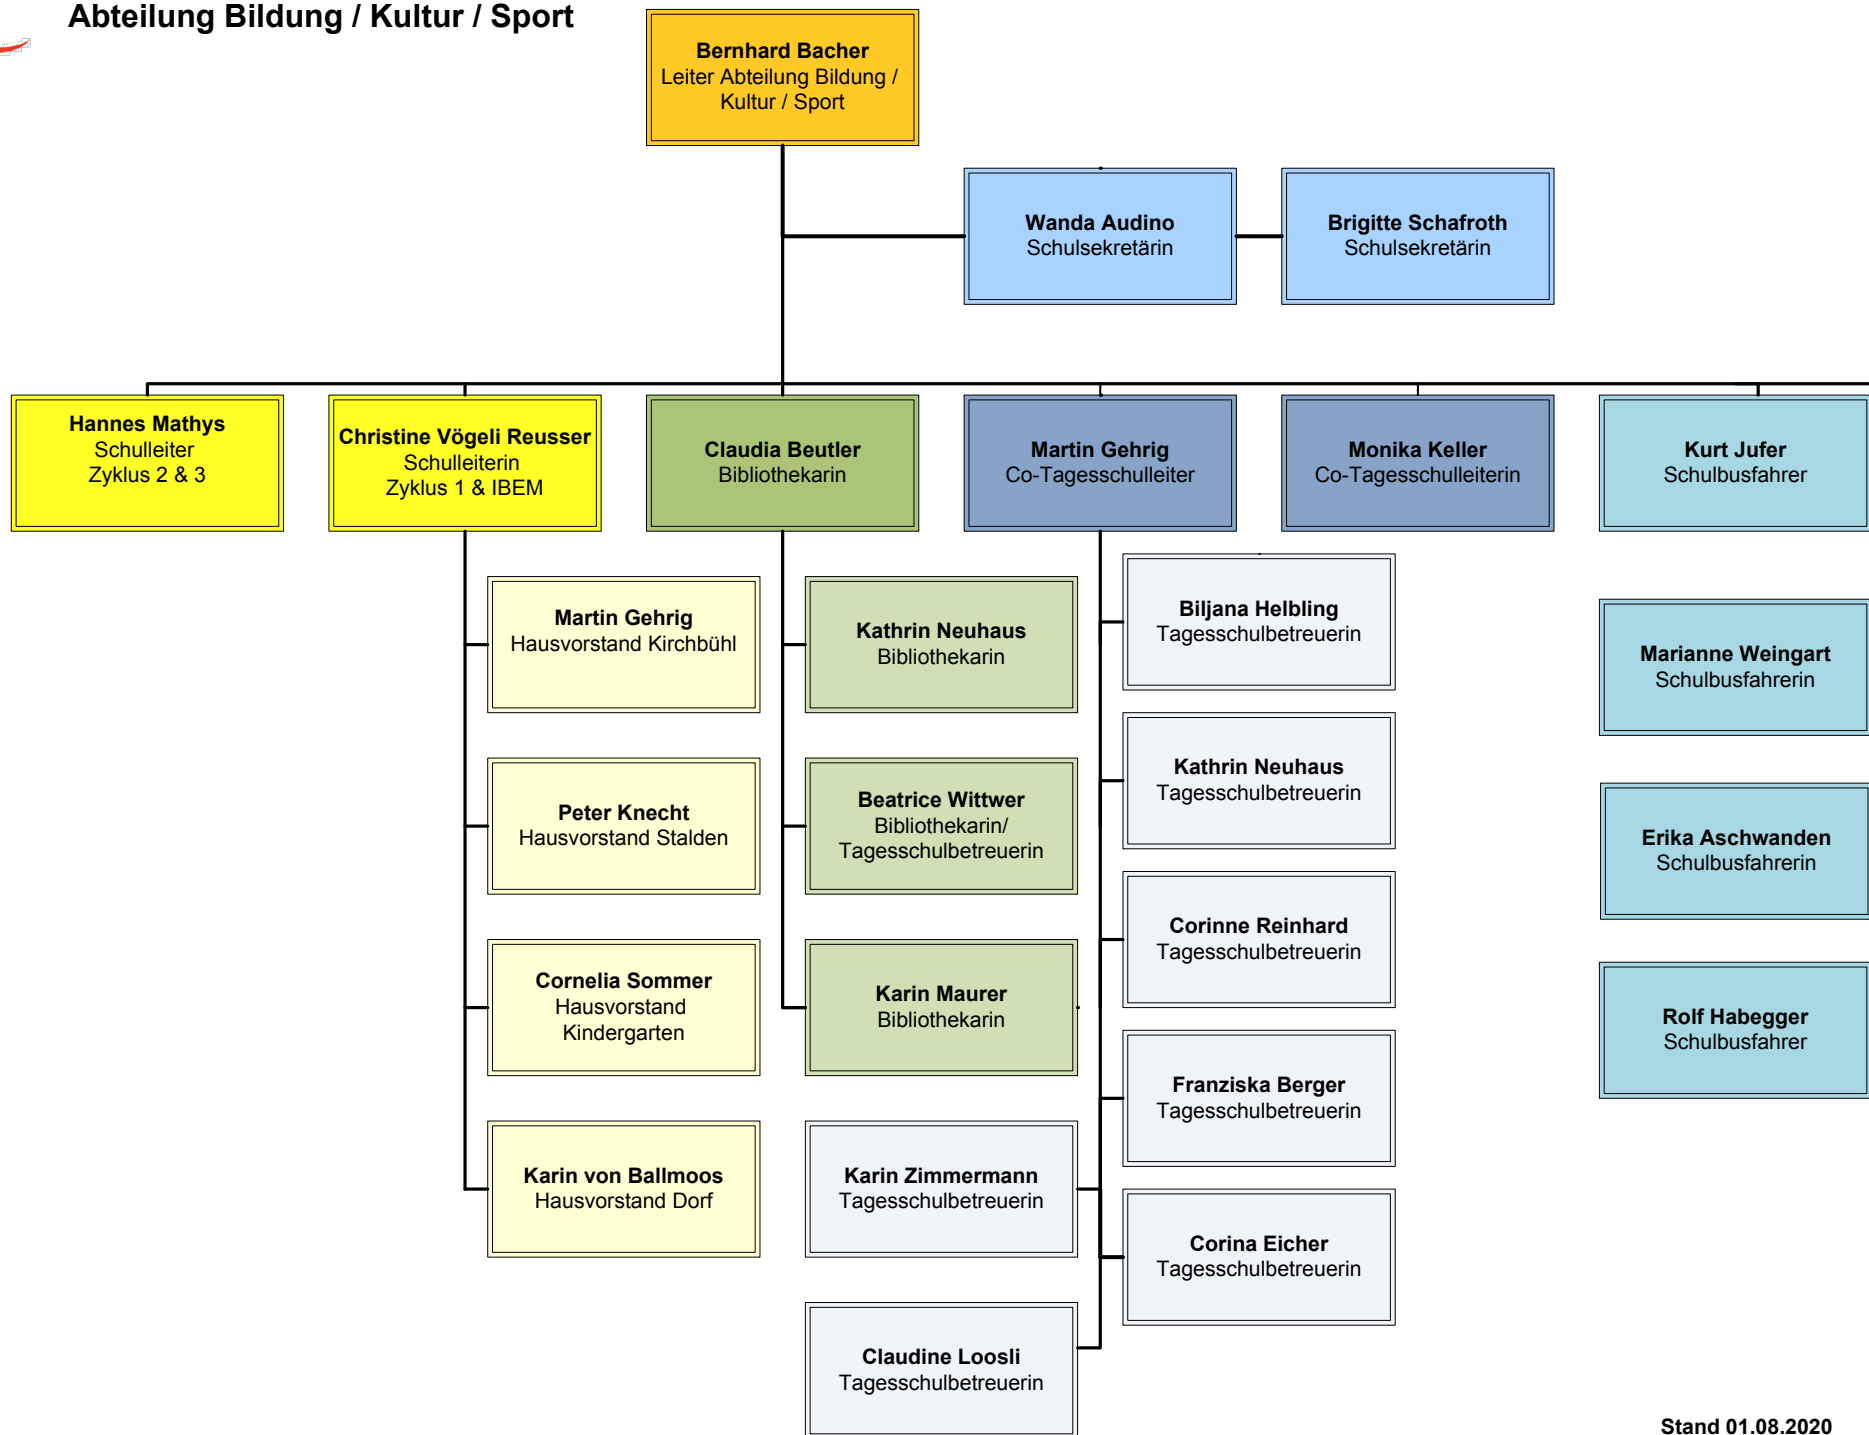 Abteilung Bildung / Kultur / Sport
Bernhard Bacher
Leiter Abteilung Bildung /
Kultur / Sport
Wanda Audino
Schulsekretärin
Brigitte Schafroth
Schulsekretärin
Hannes Mathys
Schulleiter
Zyklus 2 & 3
Christine Vögeli Reusser
Schulleiterin
Zyklus 1 & IBEM
Claudia Beutler
Bibliothekarin
Martin Gehrig
Co-Tagesschulleiter
Monika Keller
Co-Tagesschulleiterin
Kurt Jufer
Schulbusfahrer
Martin Gehrig
Hausvorstand Kirchbühl
Peter Knecht
Hausvorstand Stalden
Cornelia Sommer
Hausvorstand
Kindergarten
Karin von Ballmoos
Hausvorstand Dorf
Kathrin Neuhaus
Bibliothekarin
Beatrice Wittwer
Bibliothekarin/
Tagesschulbetreuerin
Karin Maurer
Bibliothekarin
Karin Zimmermann
Tagesschulbetreuerin
Claudine Loosli
Tagesschulbetreuerin
Biljana Helbling
Tagesschulbetreuerin
Kathrin Neuhaus
Tagesschulbetreuerin
Corinne Reinhard
Tagesschulbetreuerin
Franziska Berger
Tagesschulbetreuerin
Corina Eicher
Tagesschulbetreuerin
Marianne Weingart
Schulbusfahrerin
Erika Aschwanden
Schulbusfahrerin
Rolf Habegger
Schulbusfahrer
Stand 01.08.2020